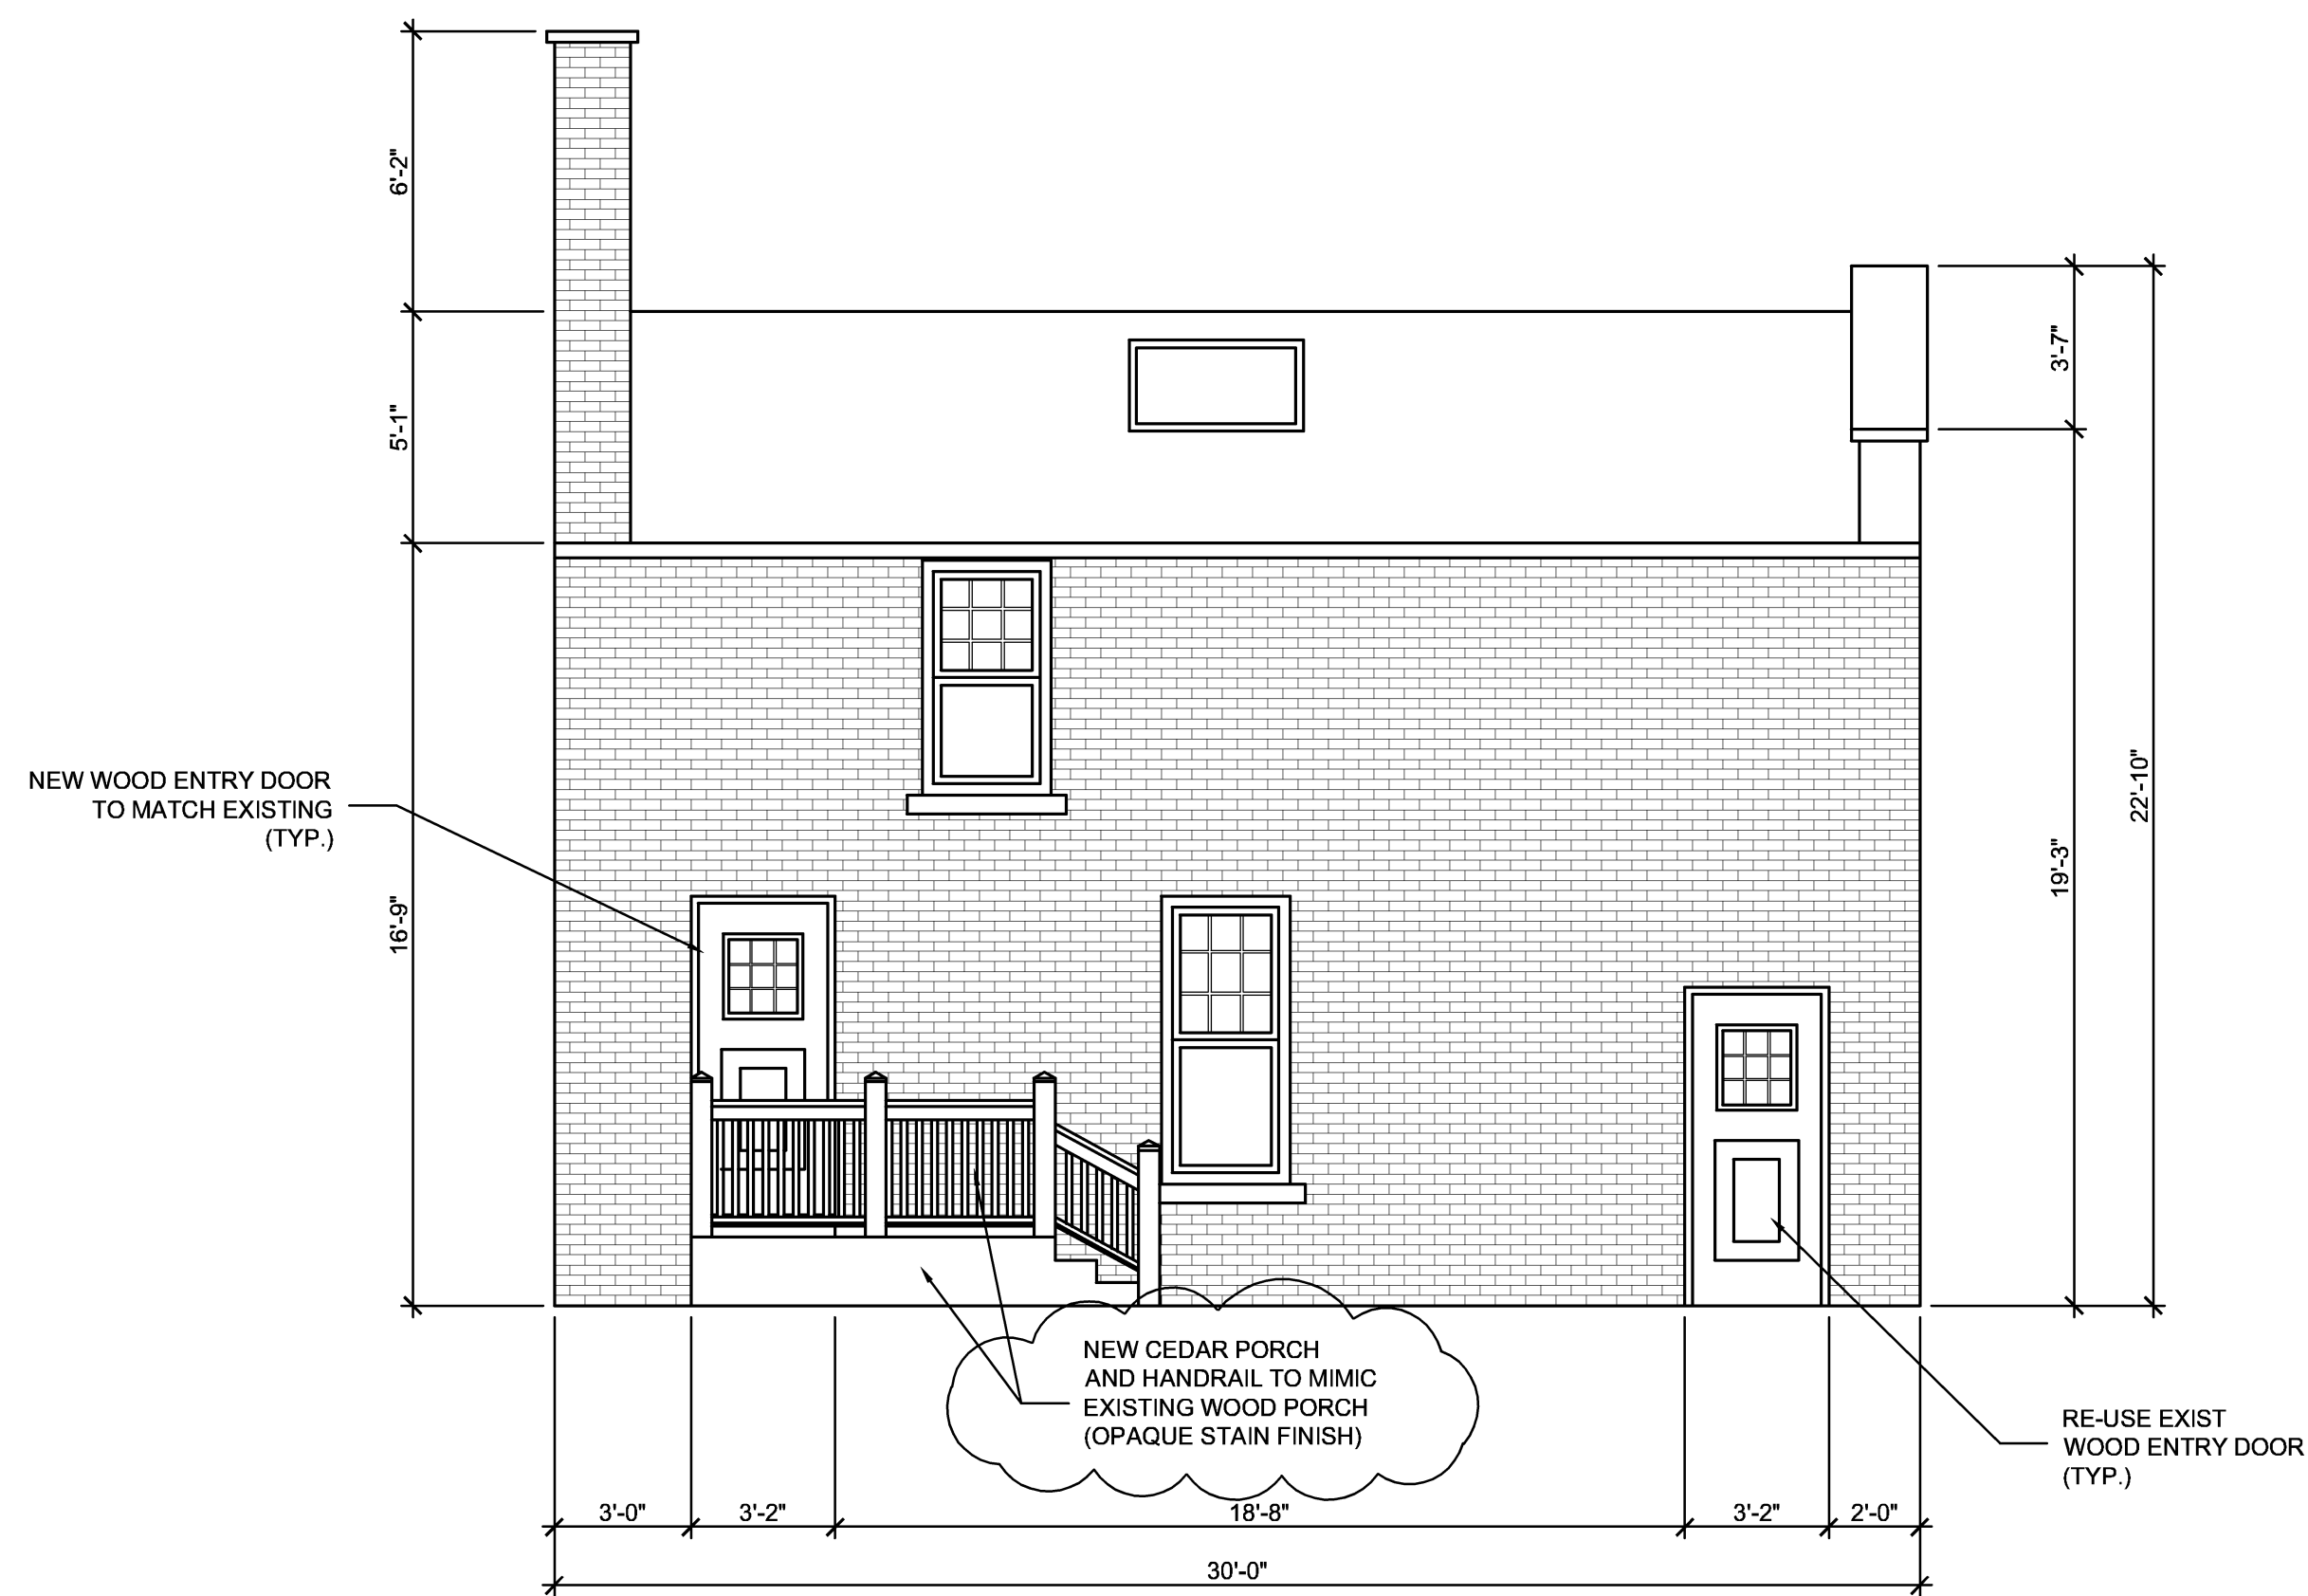 6'-2"
5'-1"
16'-9"
3'-7"
22'-10"
19'-3"
NEW WOOD ENTRY DOOR
TO MATCH EXISTING
(TYP.)
NEW CEDAR PORCH
AND HANDRAIL TO MIMIC
EXISTING WOOD PORCH
(OPAQUE STAIN FINISH)
RE-USE EXIST
WOOD ENTRY DOOR
(TYP.)
3'-0"
3'-2"
18'-8"
3'-2"
2'-0"
30'-0"